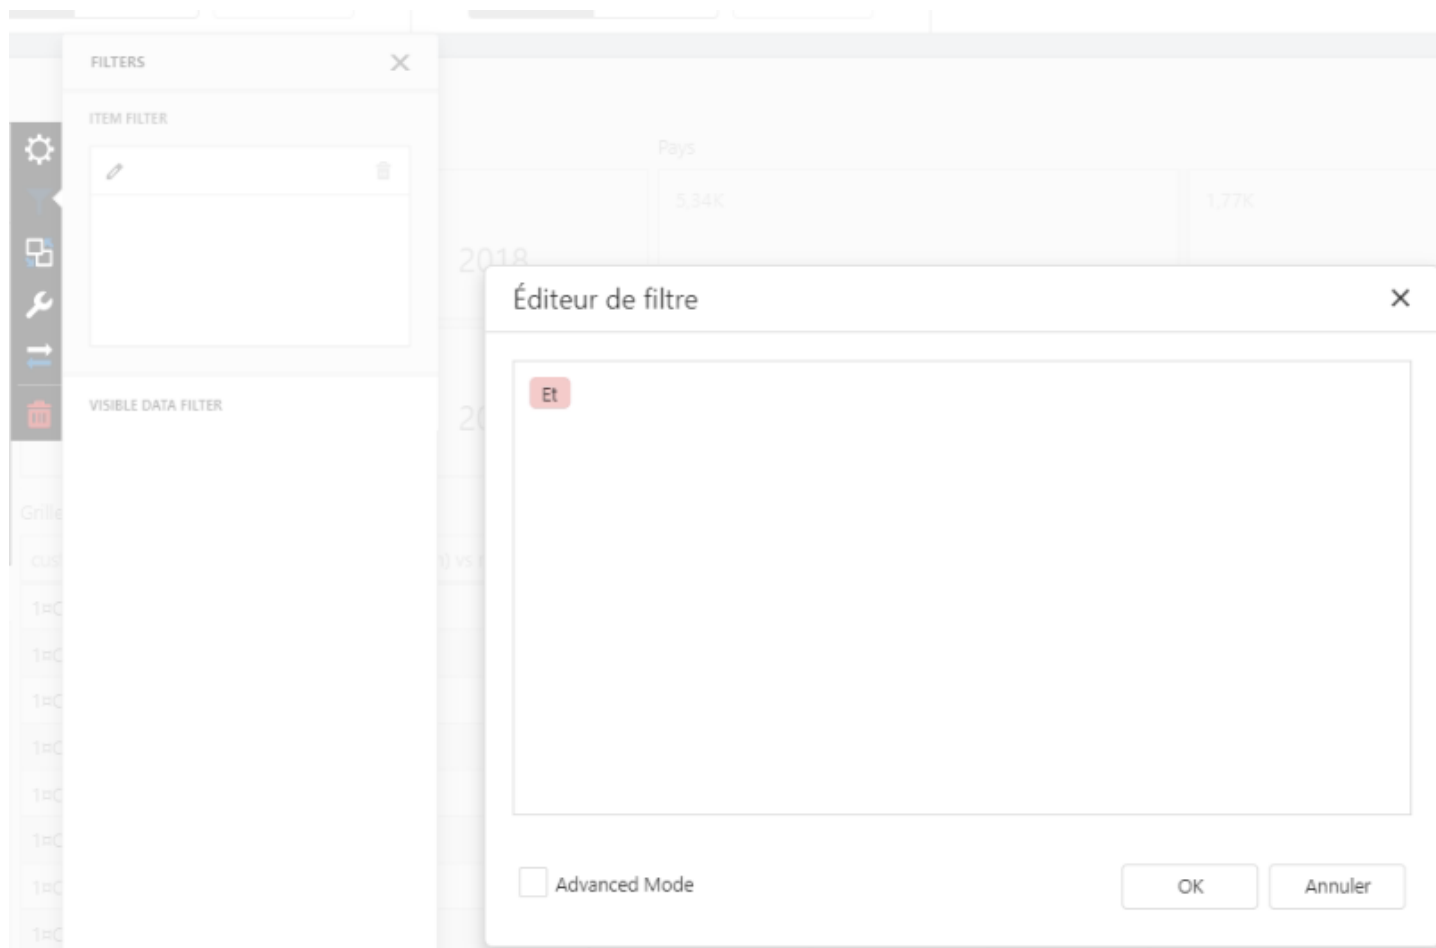 FILTERS
ITEM FILTER
Pays
5,34K
1,77K
2018
Éditeur de filtre
Et
VISIBLE DATA FILTER
Grille
Advanced Mode
OK
Annuler